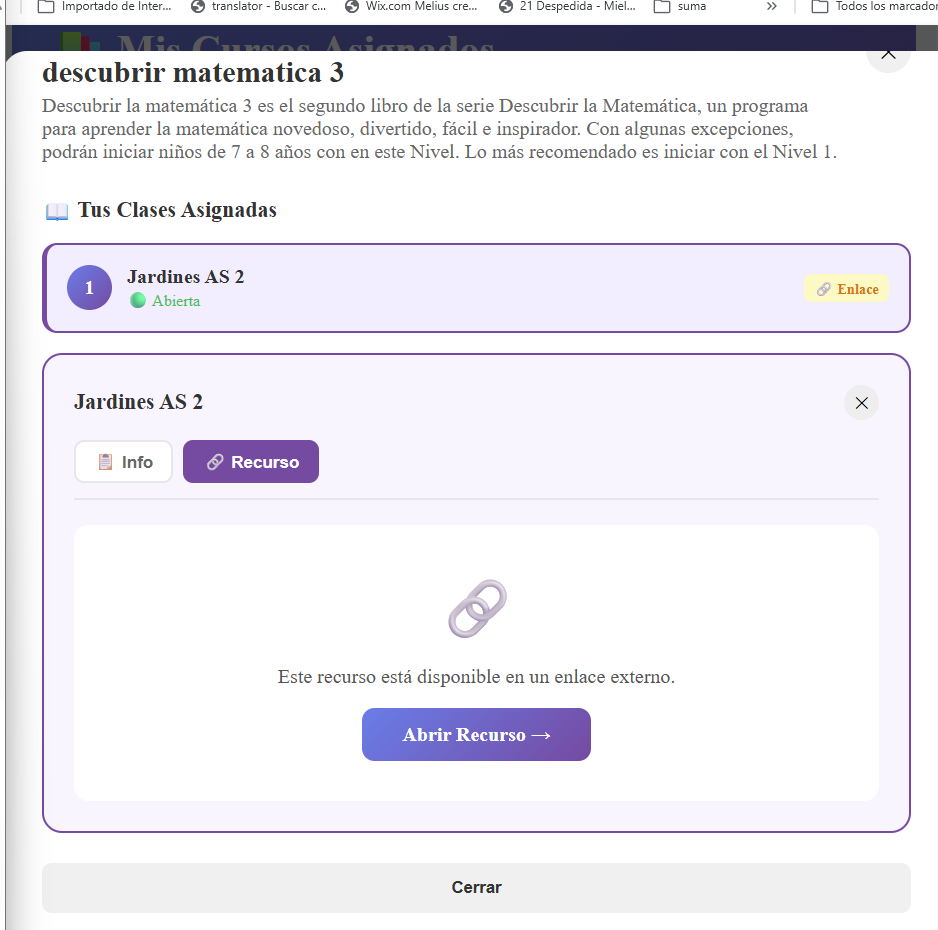 Importado de Inter...
translator - Buscar c...
Wix.com Melius cre...
21 Despedida - Miel...
suma
»
Todos los marcador
Mis Cursos Asignados
descubrir matematica 3
Descubrir la matemática 3 es el segundo libro de la serie Descubrir la Matemática, un programa
para aprender la matemática novedoso, divertido, fácil e inspirador. Con algunas excepciones,
podrán iniciar niños de 7 a 8 años con en este Nivel. Lo más recomendado es iniciar con el Nivel 1.
Tus Clases Asignadas
1
Jardines AS 2
Abierta
Enlace
Jardines AS 2
Info
Recurso
Este recurso está disponible en un enlace externo.
Abrir Recurso →
Cerrar